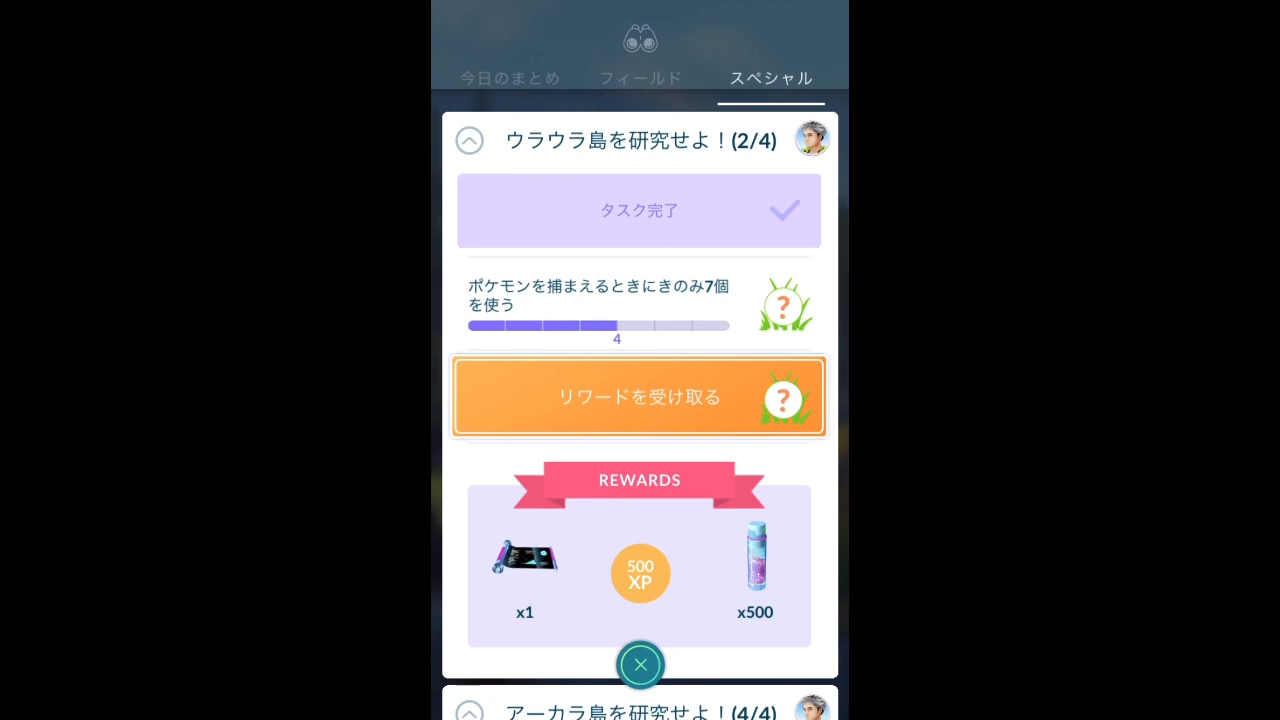 今日のまとめ フィールド スペシャル
ウラウラ島を研究せよ！(2/4)
タスク完了
ポケモンを捕まえるときにきのみ7個
を使う
?
4
リワードを受け取る
?
REWARDS
500
XP
x1
x500
アーカラ島を研究せよ！(4/4)